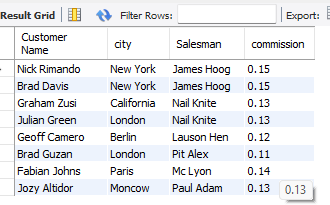 Result Grid Filter Rows: Export:
Customer Name city Salesman commission
Nick Rimando New York James Hoog 0.15
Brad Davis New York James Hoog 0.15
Graham Zusi California Nail Knite 0.13
Julian Green London Nail Knite 0.13
Geoff Camero Berlin Lauson Hen 0.12
Brad Guzan London Pit Alex 0.11
Fabian Johns Paris Mc Lyon 0.14
Jozy Altidor Moncow Paul Adam 0.13 0.13